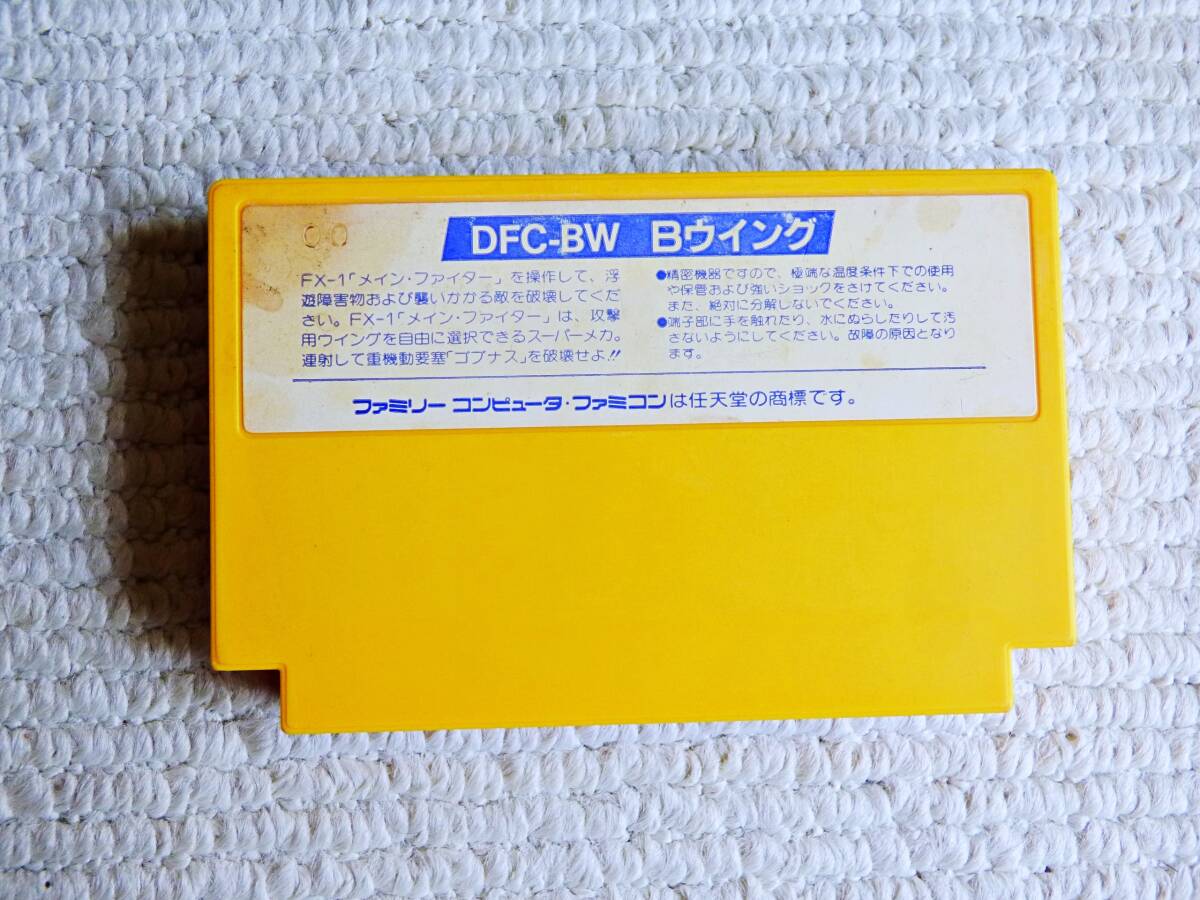 00
DFC-BW Bウイング
FX-1「メイン・ファイター」を操作して、浮
遊障害物および襲いかかる敵を破壊してくだ
さい。FX-1「メイン・ファイター」は、攻撃
用ウイングを自由に選択できるスーパーメカ。
連射して重機動要塞「ゴブナス」を破壊せよ!!
●精密機器ですので、極端な温度条件下での使用
や保管および強いショックをさけてください。
また、絶対に分解しないでください。
●端子部に手を触れたり、水にぬらしたりして汚
さないようにしてください。故障の原因となり
ます。
ファミリーコンピュータ・ファミコンは任天堂の商標です。